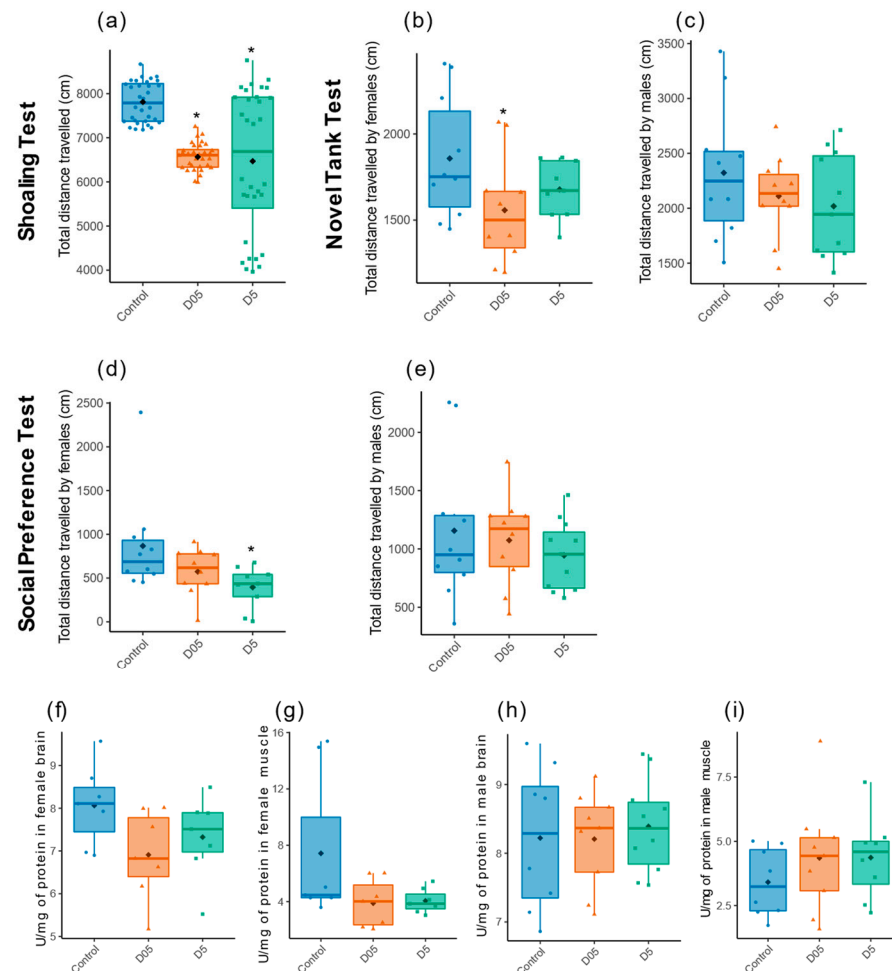 (a)
(b)
(c)
Shoaling Test
Total distance travelled (cm)
8000
7000
6000
5000
4000
*
*
Control
D05
D5
Novel Tank Test
Total distance travelled by females (cm)
2000
1500
*
Control
D05
D5
Total distance travelled by males (cm)
3500
3000
2500
2000
1500
Control
D05
D5
(d)
(e)
Social Preference Test
Total distance travelled by females (cm)
2500
2000
1500
1000
500
0
*
Control
D05
D5
Total distance travelled by males (cm)
2000
1500
1000
500
Control
D05
D5
(f)
(g)
(h)
(i)
U/mg of protein in female brain
9
8
7
6
5
Control
D05
D5
U/mg of protein in female muscle
16
12
8
4
Control
D05
D5
U/mg of protein in male brain
9
8
7
Control
D05
D5
U/mg of protein in male muscle
7.5
5.0
2.5
Control
D05
D5